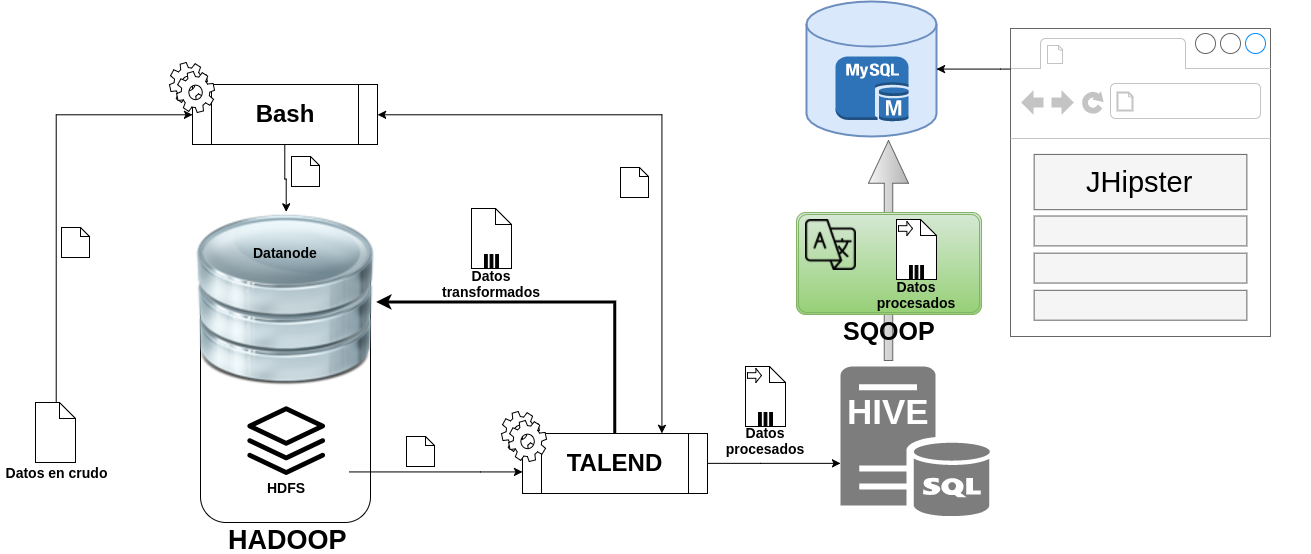 Bash
MySQL
M
JHipster
Datanode
Datos
transformados
A
Datos
procesados
SQOOP
HIVE
Datos
procesados
Datos en crudo
TALEND
HDFS
SQL
HADOOP